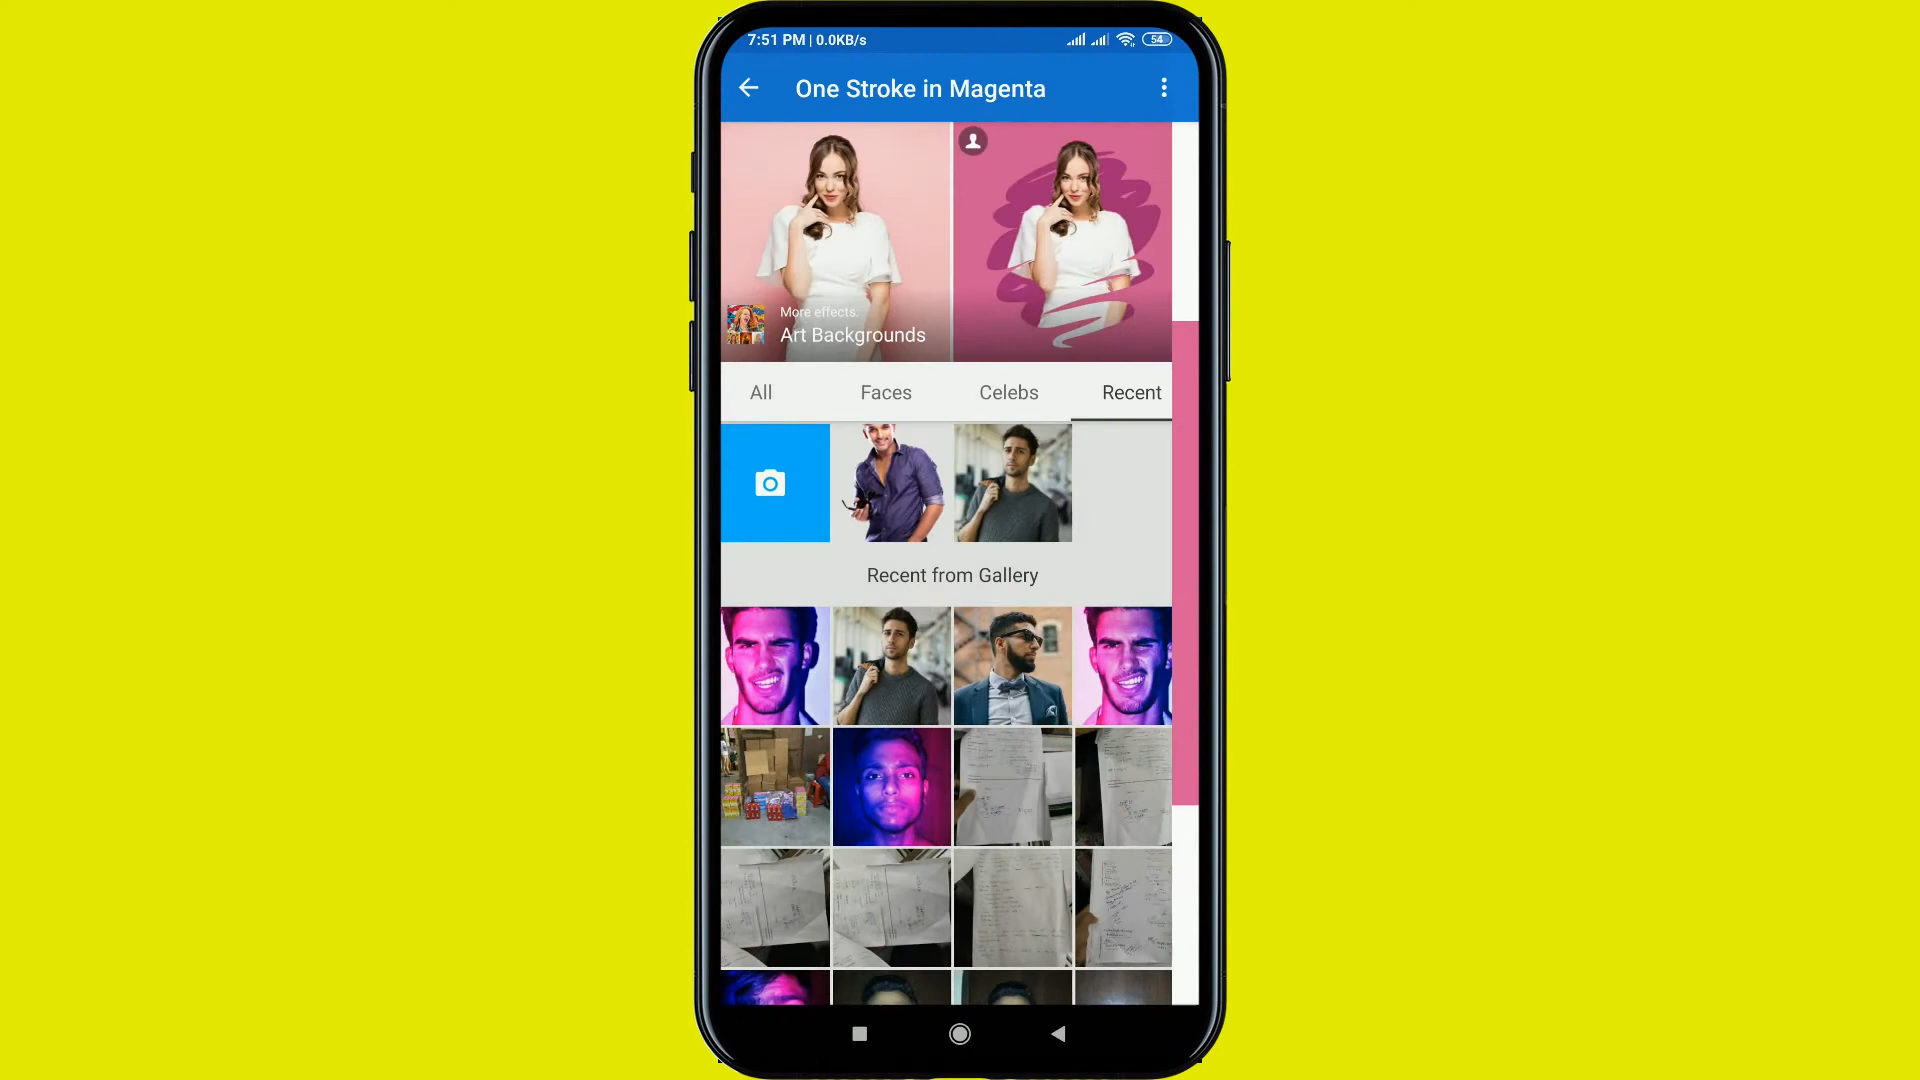 7:51 PM | 0.0KB/s
54
One Stroke in Magenta
More effects.
Art Backgrounds
All
Faces
Celebs
Recent
Recent from Gallery